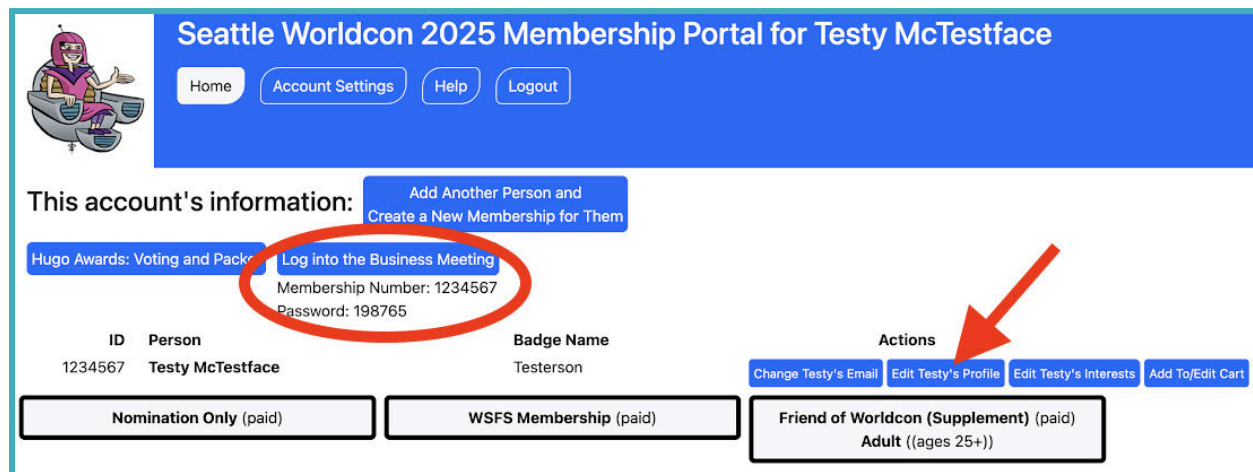 Seattle Worldcon 2025 Membership Portal for Testy McTestface
Home Account Settings Help Logout
This account's information:
Add Another Person and
Create a New Membership for Them
Hugo Awards: Voting and
Log into the Business Meeting
Membership Number: 1234567
Password: 198765
ID Person Badge Name Actions
1234567 Testy McTestface Testerson Change Testy's Email Edit Testy's Profile Edit Testy's Interests Add To/Edit Cart
Nomination Only (paid) WSFS Membership (paid) Friend of Worldcon (Supplement) (paid)
Adult ((ages 25+))